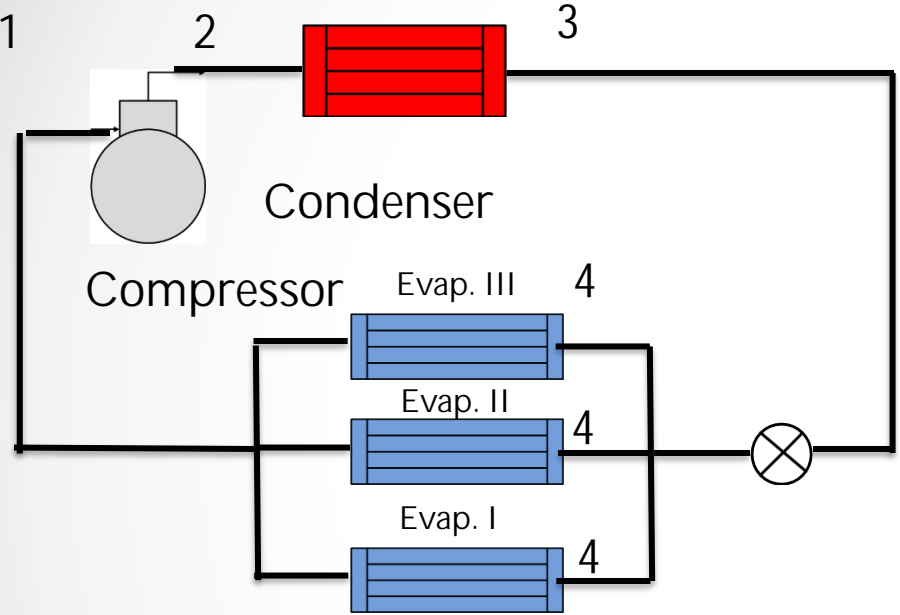 1
2
3
Condenser
Compressor
Evap. III
4
Evap. II
4
Evap. I
4